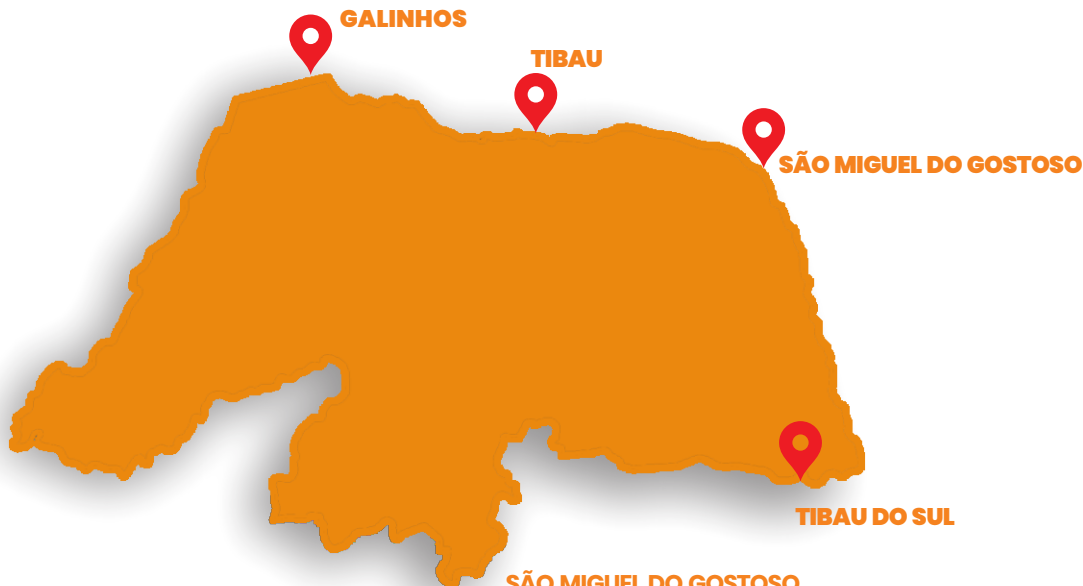 GALINHOS
TIBAU
SÃO MIGUEL DO GOSTOSO
TIBAU DO SUL
SÃO MIGUEL DO GOSTOSO